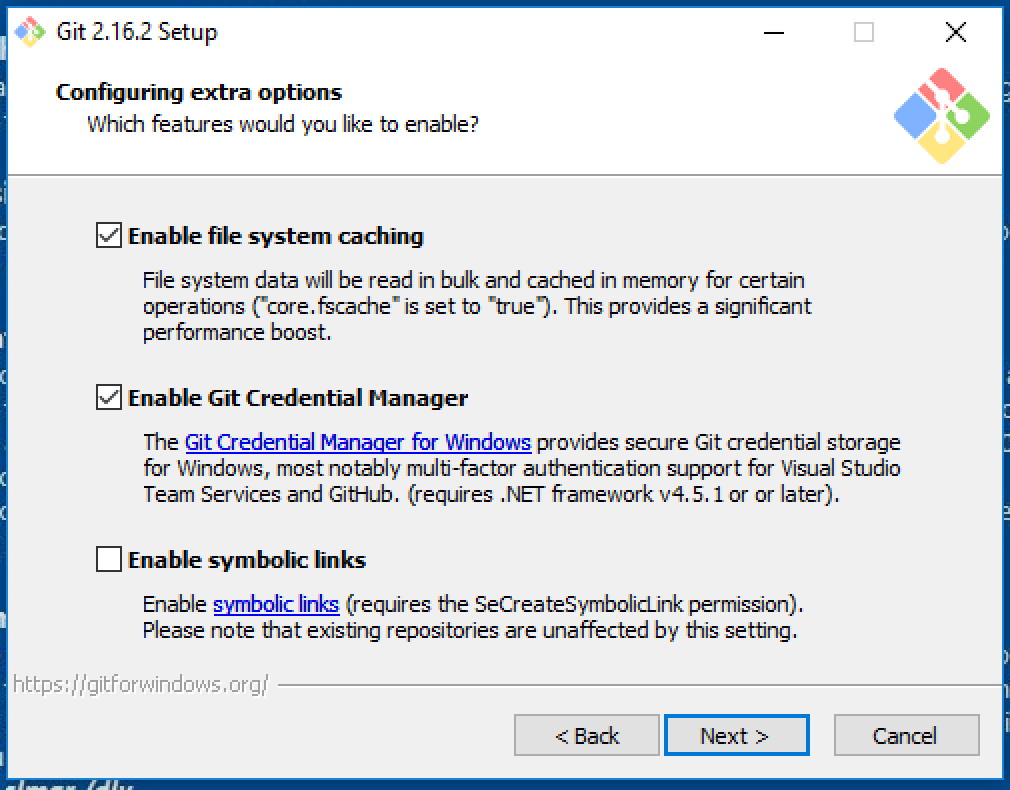 Git 2.16.2 Setup
Configuring extra options
Which features would you like to enable?
Enable file system caching
File system data will be read in bulk and cached in memory for certain
operations ("core.fscache" is set to "true"). This provides a significant
performance boost.
Enable Git Credential Manager
The Git Credential Manager for Windows provides secure Git credential storage
for Windows, most notably multi-factor authentication support for Visual Studio
Team Services and GitHub. (requires .NET framework v4.5.1 or or later).
Enable symbolic links
Enable symbolic links (requires the SeCreateSymbolicLink permission).
Please note that existing repositories are unaffected by this setting.
https://gitforwindows.org/
< Back
Next >
Cancel